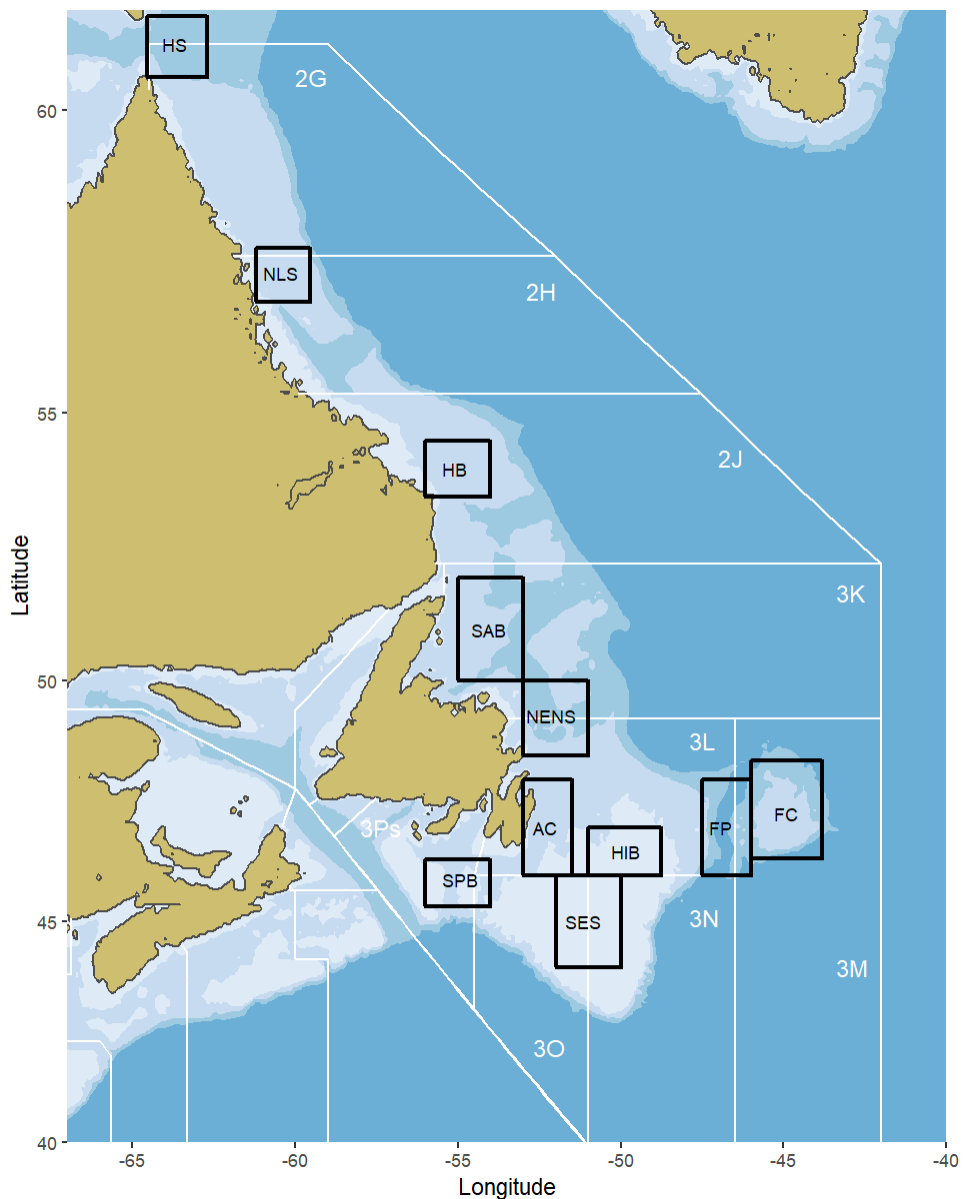 HS
2G
60
NLS
2H
55
HB
2J
3K
SAB
50
NENS
3L
3Ps
AC
FP
FC
HIB
SPB
45
SES
3N
3M
3O
40
-65
-60
-55
-50
-45
-40
Latitude
Longitude